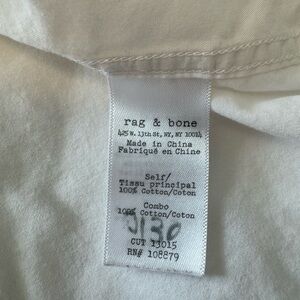 rag & bone
425 W. 13th St, NY, NY 10014
Made in China
Fabriqué en Chine
Self/
Tissu principal
100% Cotton/Coton
Combo
100% Cotton/Coton
CUT 13015
RN# 108879